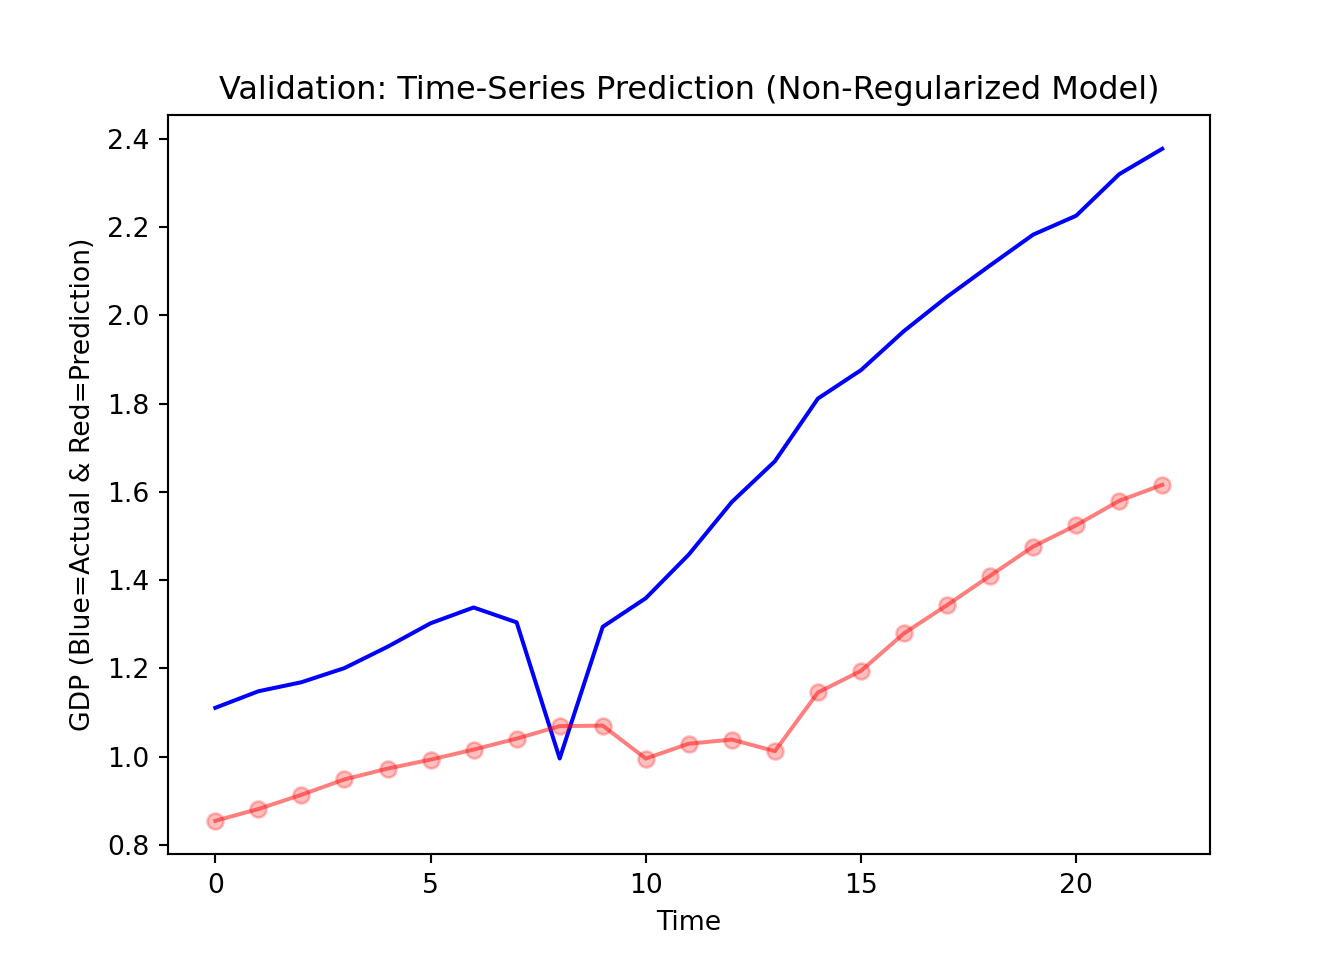 Validation: Time-Series Prediction (Non-Regularized Model)
GDP (Blue=Actual & Red=Prediction)
2.4
2.2
2.0
1.8
1.6
1.4
1.2
1.0
0.8
0 5 10 15 20
Time